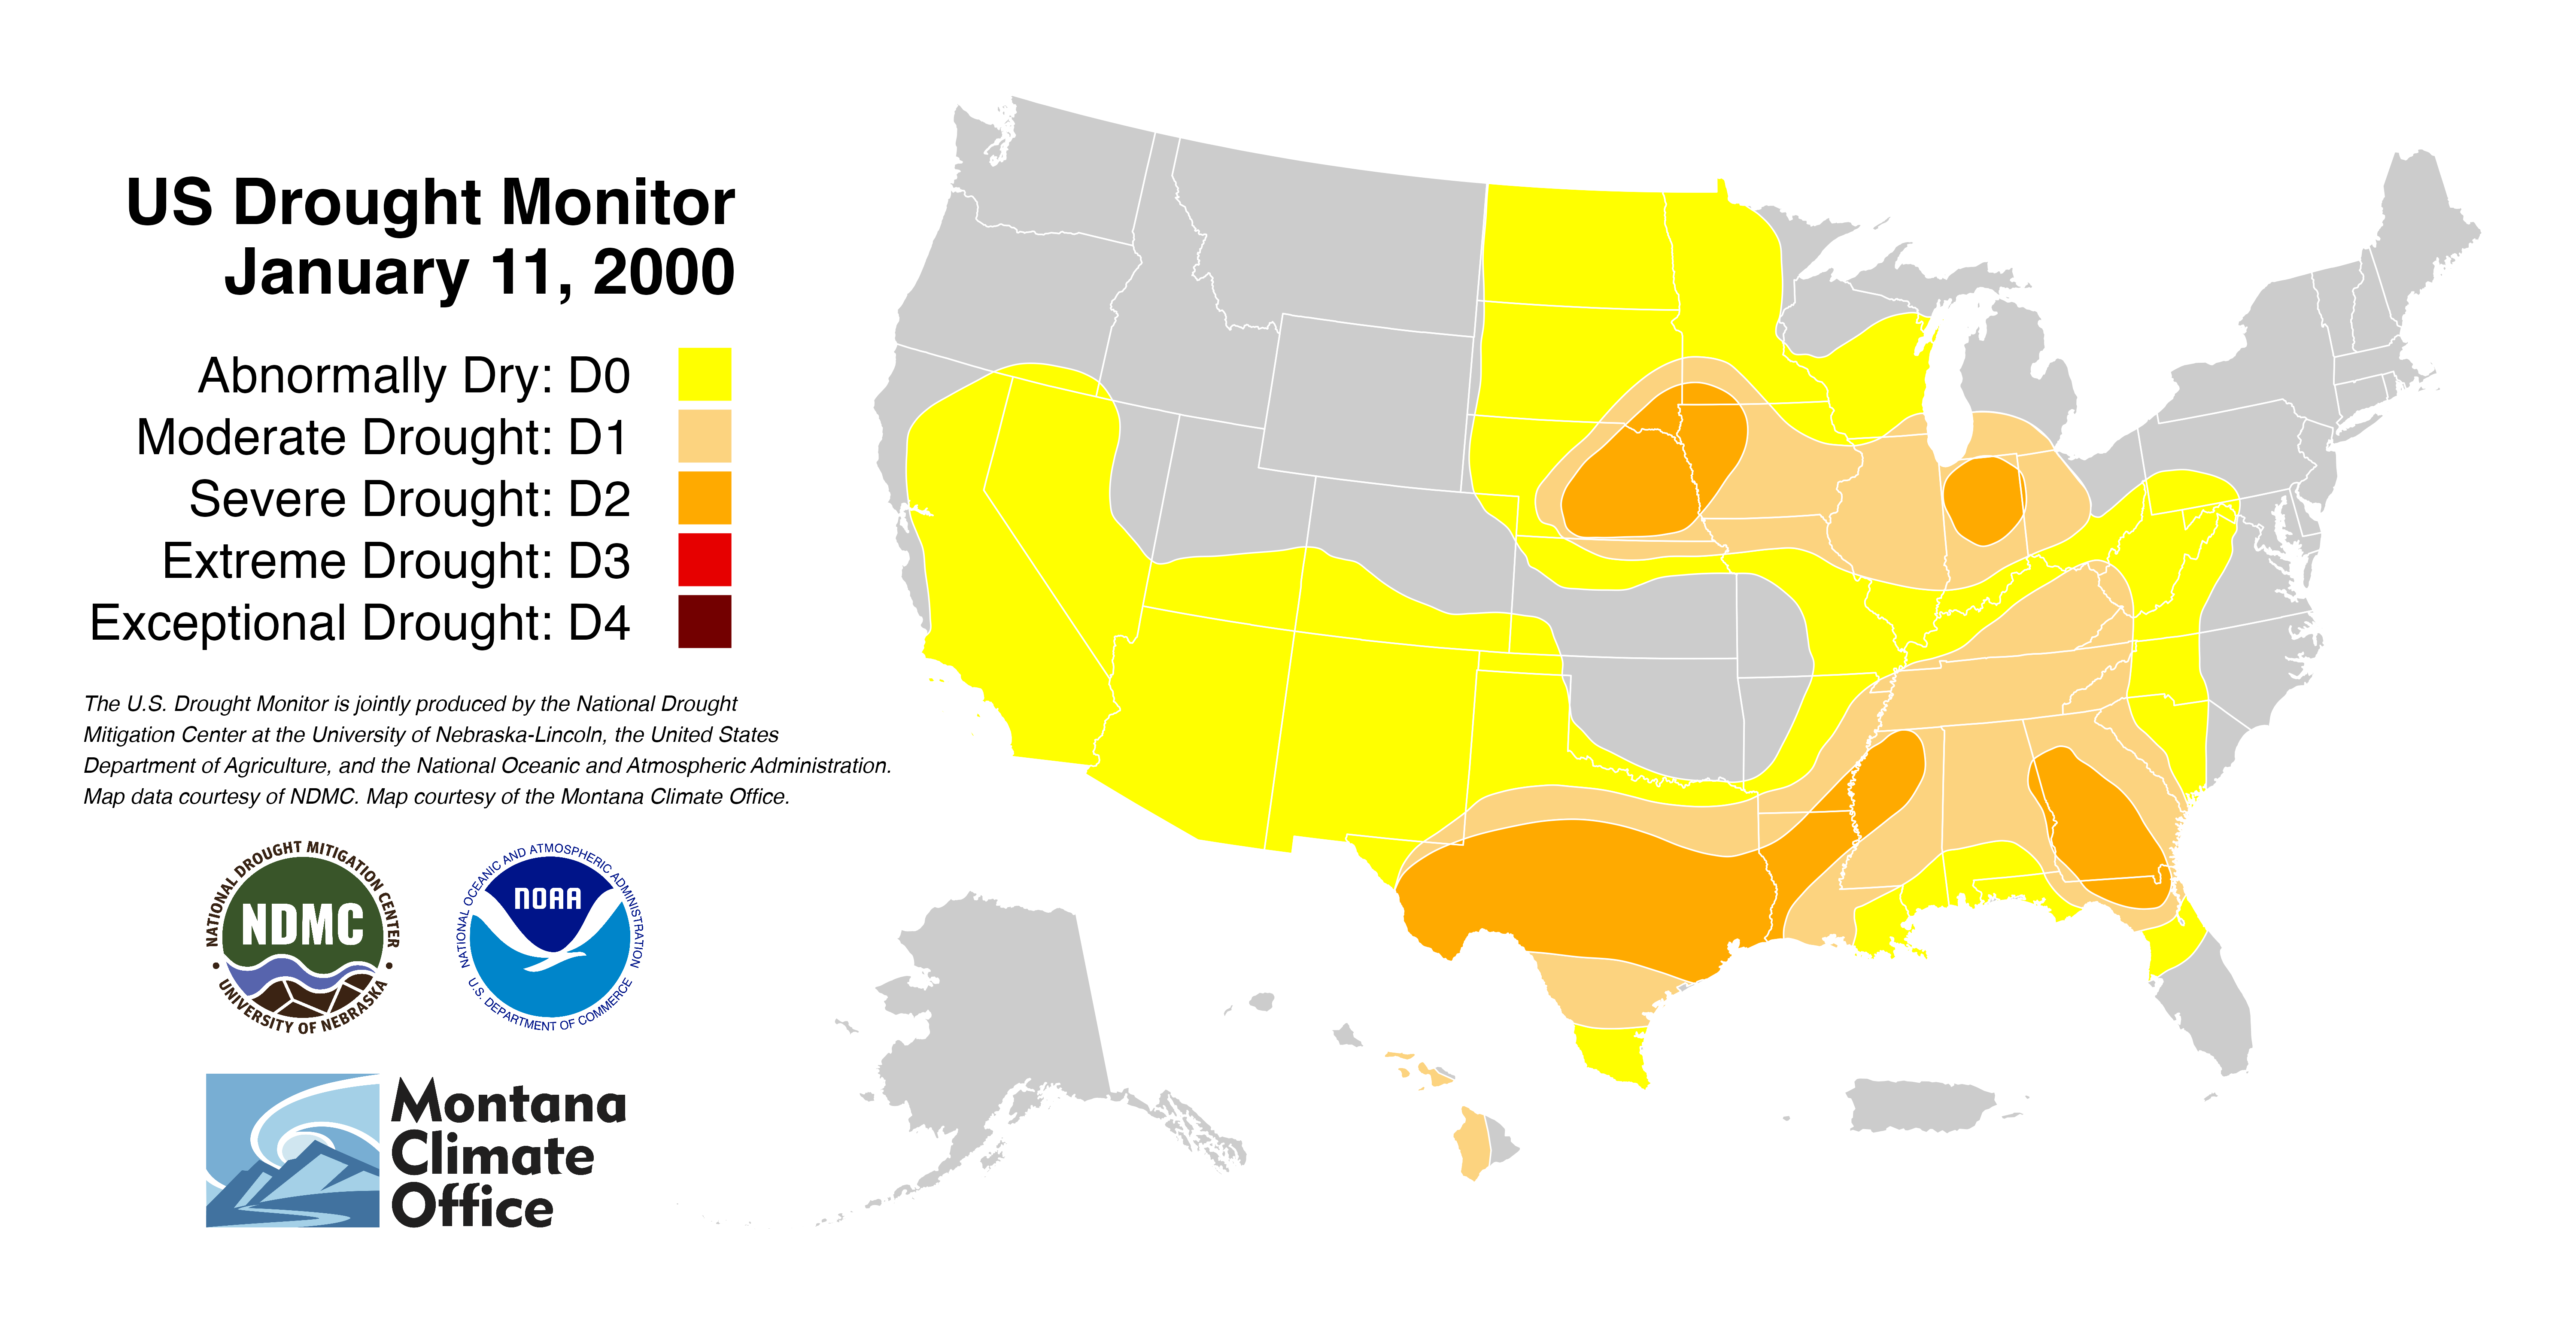 US Drought Monitor
January 11, 2000
Abnormally Dry: D0
Moderate Drought: D1
Severe Drought: D2
Extreme Drought: D3
Exceptional Drought: D4
The U.S. Drought Monitor is jointly produced by the National Drought
Mitigation Center at the University of Nebraska-Lincoln, the United States
Department of Agriculture, and the National Oceanic and Atmospheric Administration.
Map data courtesy of NDMC. Map courtesy of the Montana Climate Office.
NATIONAL DROUGHT MITIGATION CENTER
NDMC
• UNIVERSITY OF NEBRASKA •
NATIONAL OCEANIC AND ATMOSPHERIC ADMINISTRATION
NOAA
U.S. DEPARTMENT OF COMMERCE
Montana
Climate
Office